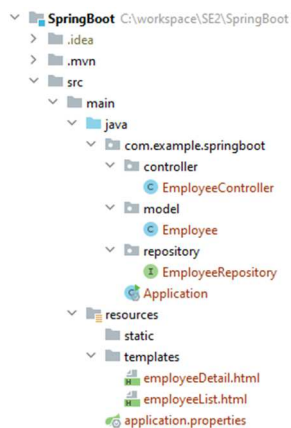 SpringBoot C:\workspace\SE2\SpringBoot
.idea
.mvn
src
main
java
com.example.springboot
controller
C EmployeeController
model
C Employee
repository
I EmployeeRepository
Application
resources
static
templates
H employeeDetail.html
H employeeList.html
application.properties